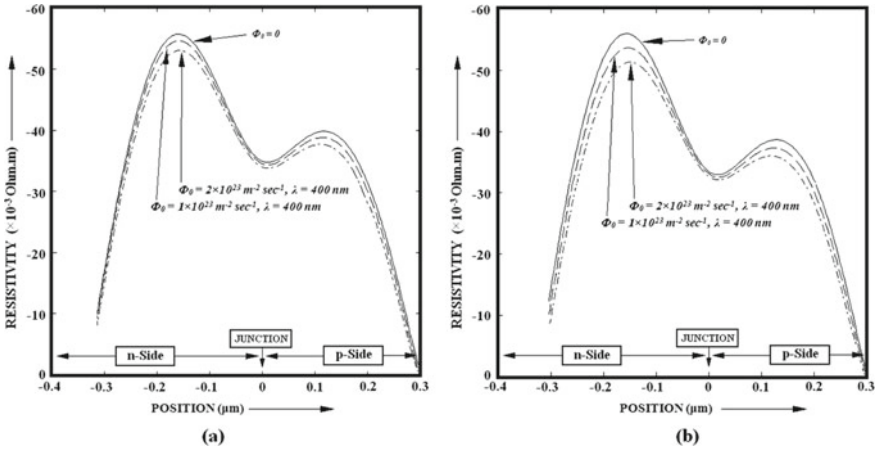 RESISTIVITY (× 10⁻³ Ohm.m)
-60
-50
-40
-30
-20
-10
0
Φ₀ = 0
Φ₀ = 2×10²³ m⁻² sec⁻¹, λ = 400 nm
Φ₀ = 1×10²³ m⁻² sec⁻¹, λ = 400 nm
JUNCTION
n-Side
p-Side
-0.4 -0.3 -0.2 -0.1 0 0.1 0.2 0.3
POSITION (µm)
(a)
RESISTIVITY (× 10⁻³ Ohm.m)
-60
-50
-40
-30
-20
-10
0
Φ₀ = 0
Φ₀ = 2×10²³ m⁻² sec⁻¹, λ = 400 nm
Φ₀ = 1×10²³ m⁻² sec⁻¹, λ = 400 nm
JUNCTION
n-Side
p-Side
-0.4 -0.3 -0.2 -0.1 0 0.1 0.2 0.3
POSITION (µm)
(b)